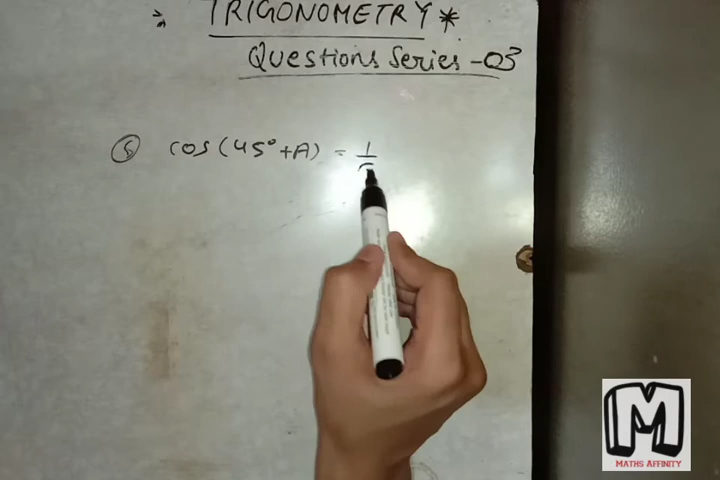 TRIGONOMETRY *
Questions Series - 03
⑥ cos(45° + A) = 1/
M
MATHS AFFINITY